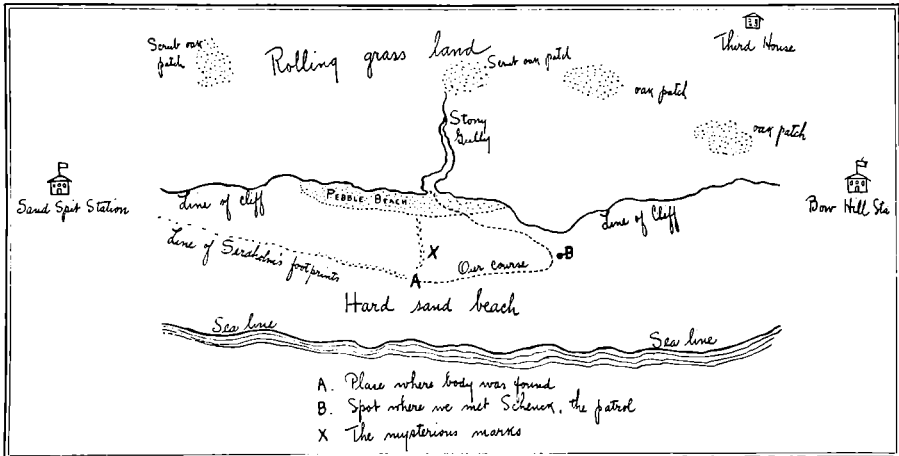 Third House
Scrub oak
patch
Rolling grass land
Scrub oak patch
oak patch
Stony
Gully
oak patch
Sand Spit Station
Line of cliff
PEBBLE BEACH
Line of Cliff
Bow Hill Sta
Line of Seraholm's footprints
X
B
Our course
A
Hard sand beach
Sea line
Sea line
A. Place where body was found
B. Spot where we met Schenck, the patrol
X The mysterious marks